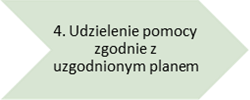 4. Udzielenie pomocy
zgodnie z
uzgodnionym planem